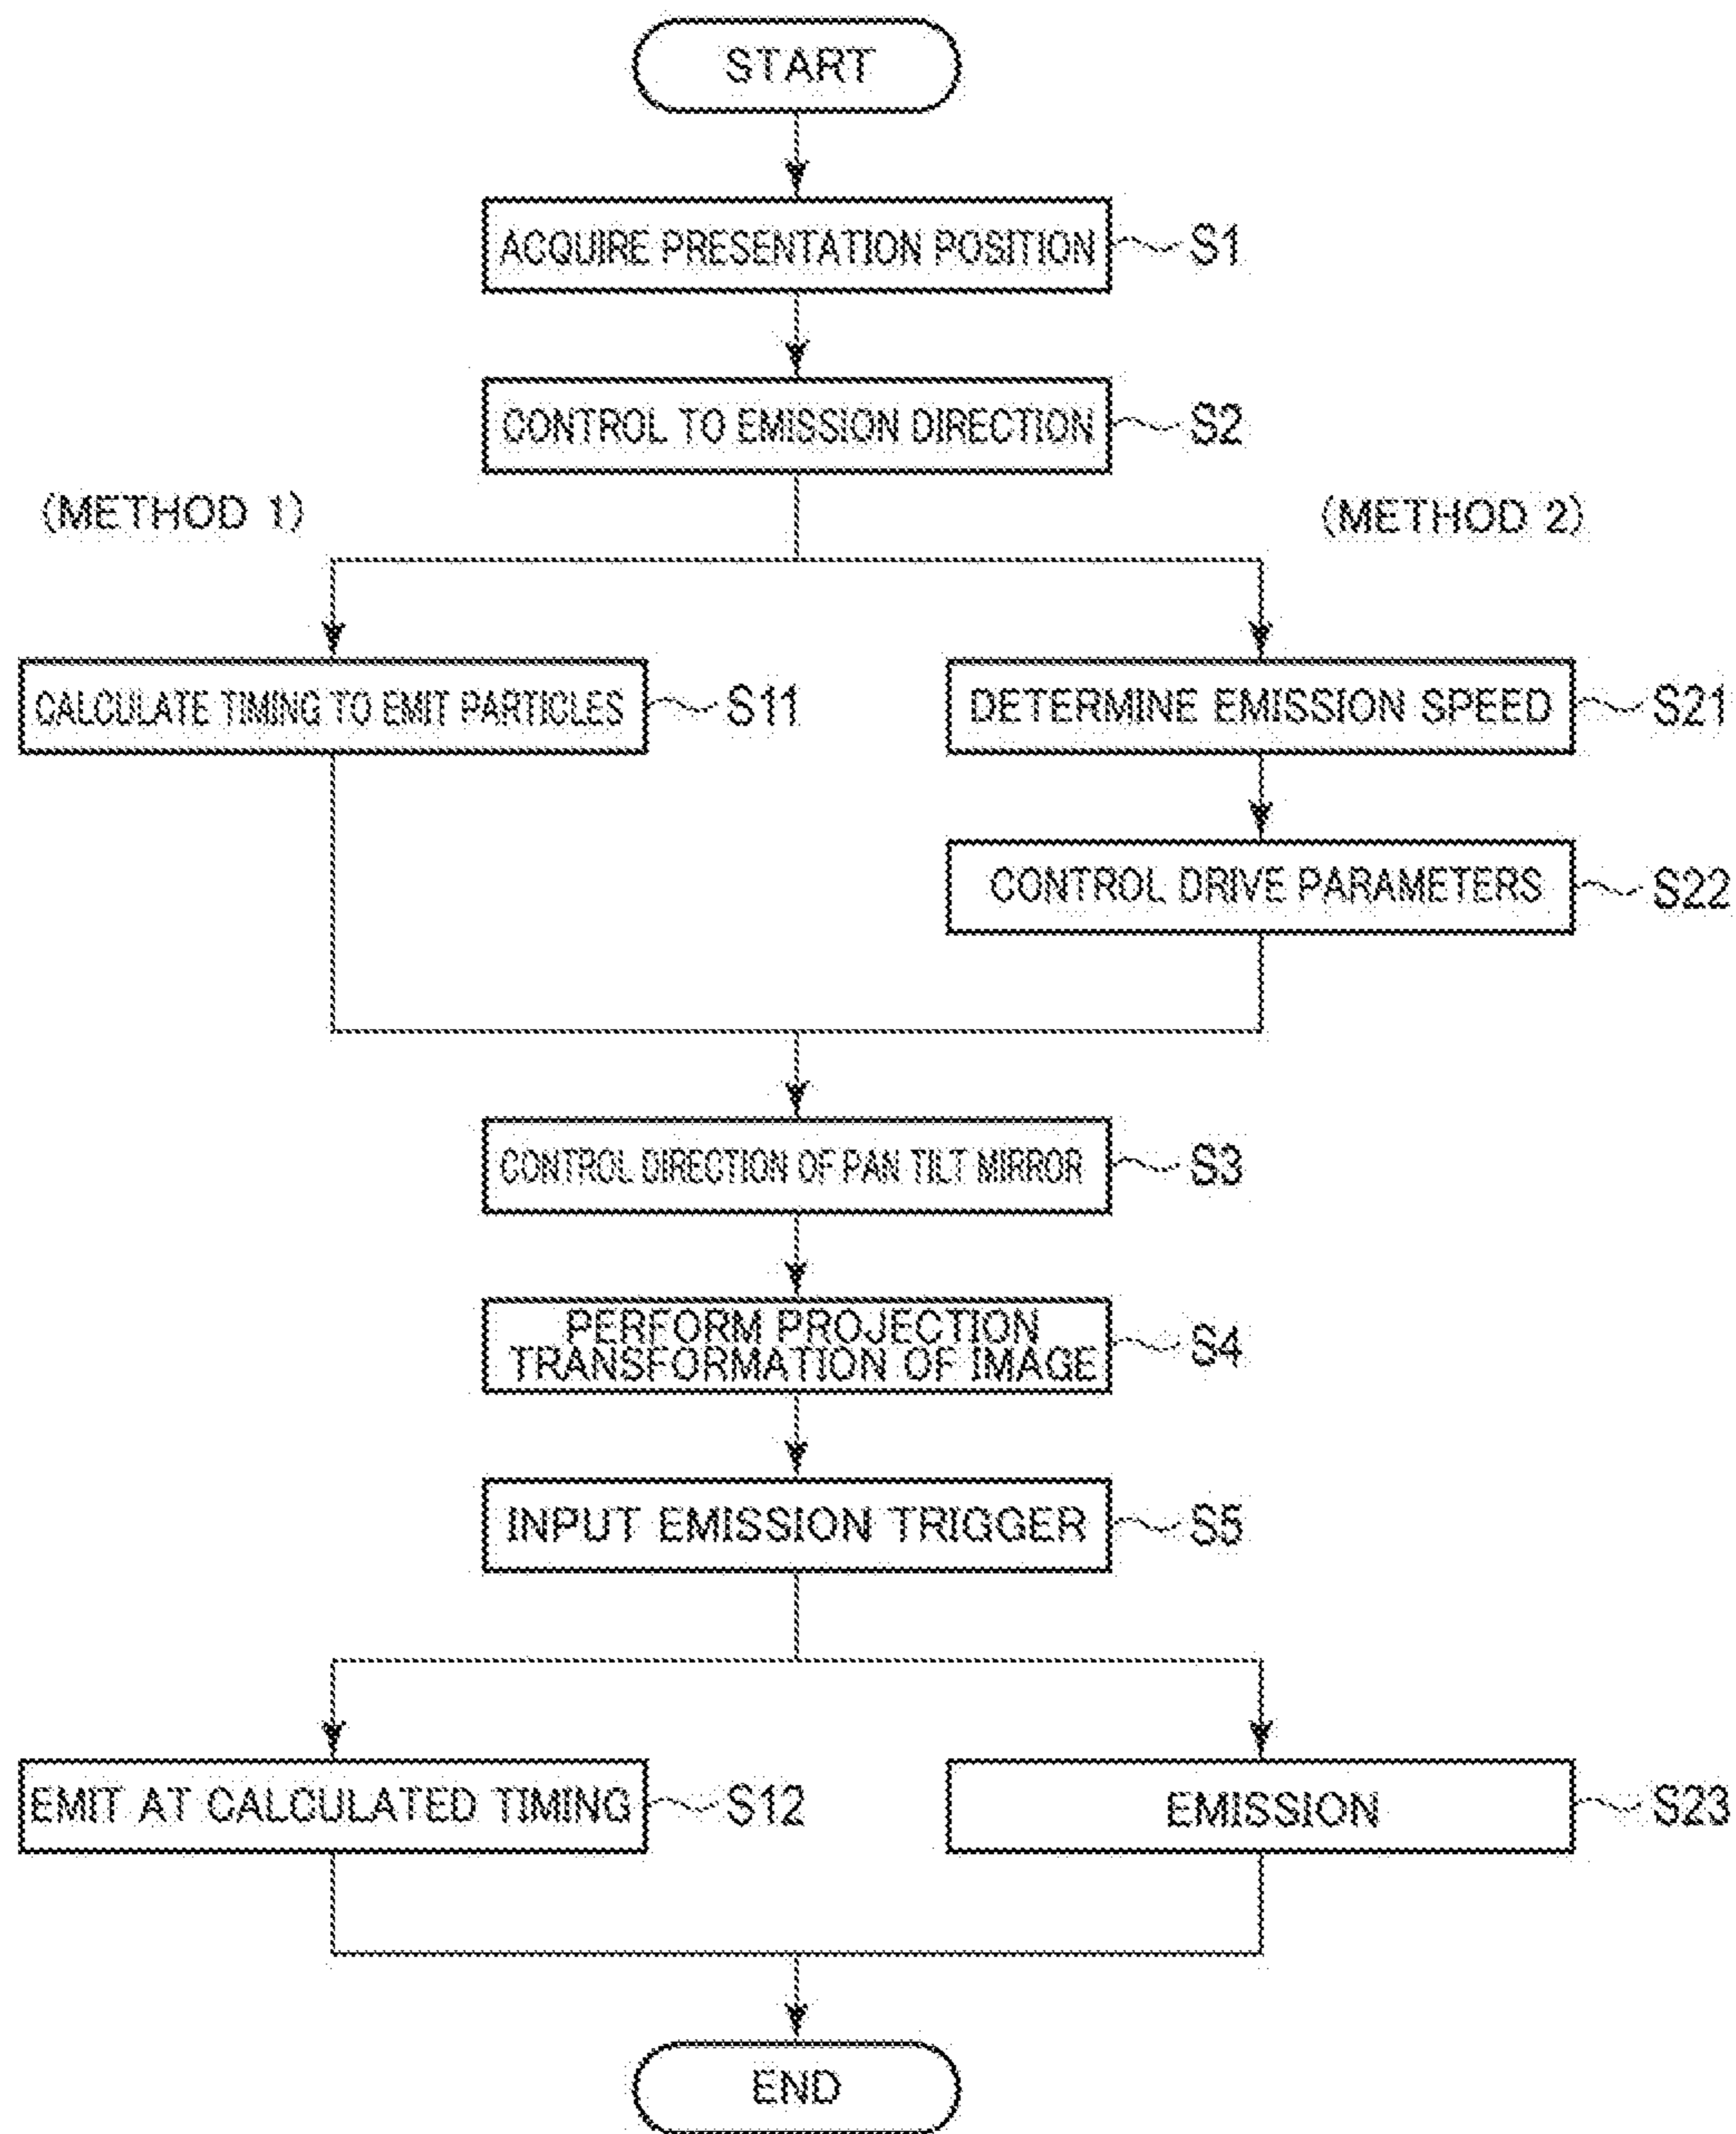 START
ACQUIRE PRESENTATION POSITION
S1
CONTROL TO EMISSION DIRECTION
S2
(METHOD 1)
(METHOD 2)
CALCULATE TIMING TO EMIT PARTICLES
S11
DETERMINE EMISSION SPEED
S21
CONTROL DRIVE PARAMETERS
S22
CONTROL DIRECTION OF PAN TILT MIRROR
S3
PERFORM PROJECTION
TRANSFORMATION OF IMAGE
S4
INPUT EMISSION TRIGGER
S5
EMIT AT CALCULATED TIMING
S12
EMISSION
S23
END